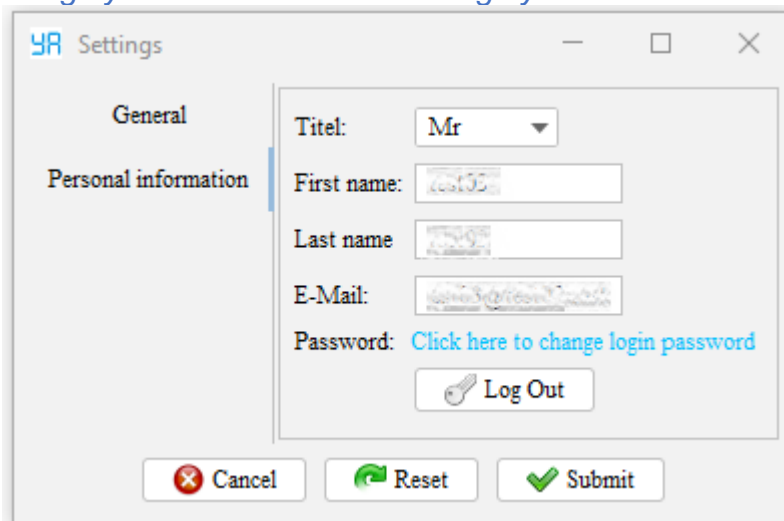 YA Settings
General
Personal information
Titel: Mr
First name:
Last name
E-Mail:
Password: Click here to change login password
Log Out
Cancel Reset Submit